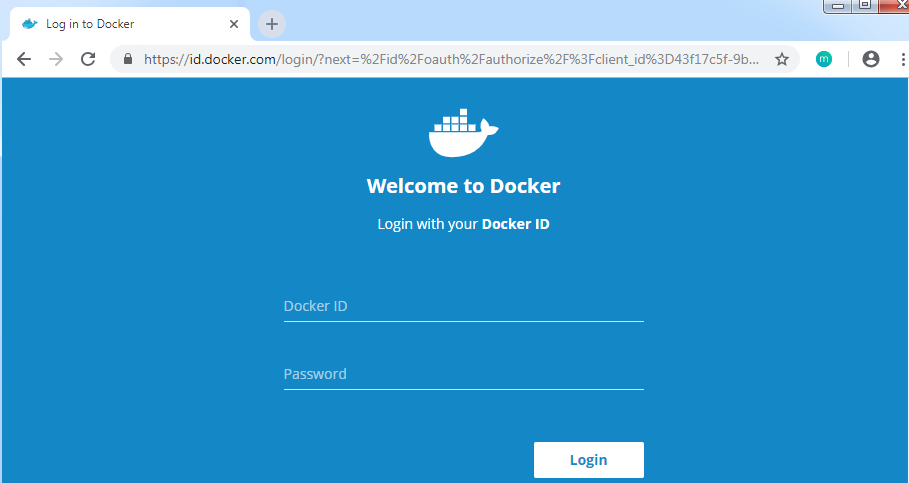 Log in to Docker
https://id.docker.com/login/?next=%2Fid%2Foauth%2Fauthorize%2F%3Fclient_id%3D43f17c5f-9b...
m
Welcome to Docker
Login with your Docker ID
Docker ID
Password
Login